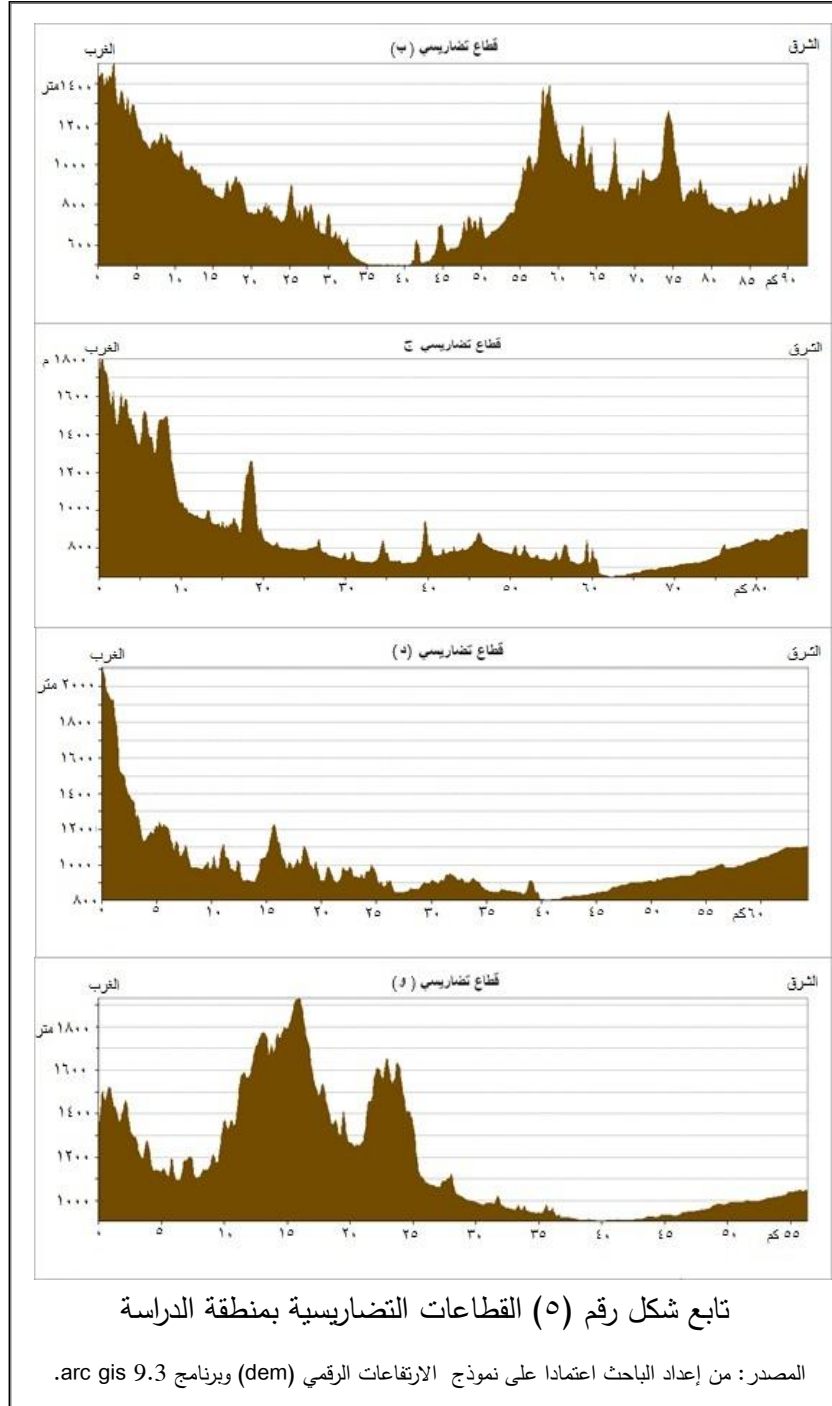 الشرق قطاع تضاريسي (ب) الغرب
١٤٠٠متر
١٢٠٠
١٠٠٠
٨٠٠
٦٠٠
٠ ٥ ١٠ ١٥ ٢٠ ٢٥ ٣٠ ٣٥ ٤٠ ٤٥ ٥٠ ٥٥ ٦٠ ٦٥ ٧٠ ٧٥ ٨٠ ٨٥ ٩٠ كم
الشرق قطاع تضاريسي ج الغرب
١٨٠٠ م
١٦٠٠
١٤٠٠
١٢٠٠
١٠٠٠
٨٠٠
٠ ١٠ ٢٠ ٣٠ ٤٠ ٥٠ ٦٠ ٧٠ ٨٠ كم
الشرق قطاع تضاريسي (د) الغرب
٢٠٠٠ متر
١٨٠٠
١٦٠٠
١٤٠٠
١٢٠٠
١٠٠٠
٨٠٠
٠ ٥ ١٠ ١٥ ٢٠ ٢٥ ٣٠ ٣٥ ٤٠ ٤٥ ٥٠ ٥٥ ٦٠كم
الشرق قطاع تضاريسي (و) الغرب
١٨٠٠ متر
١٦٠٠
١٤٠٠
١٢٠٠
١٠٠٠
٠ ٥ ١٠ ١٥ ٢٠ ٢٥ ٣٠ ٣٥ ٤٠ ٤٥ ٥٠ ٥٥ كم
تابع شكل رقم (٥) القطاعات التضاريسية بمنطقة الدراسة
المصدر: من إعداد الباحث اعتمادا على نموذج الارتفاعات الرقمي (dem) وبرنامج arc gis 9.3.